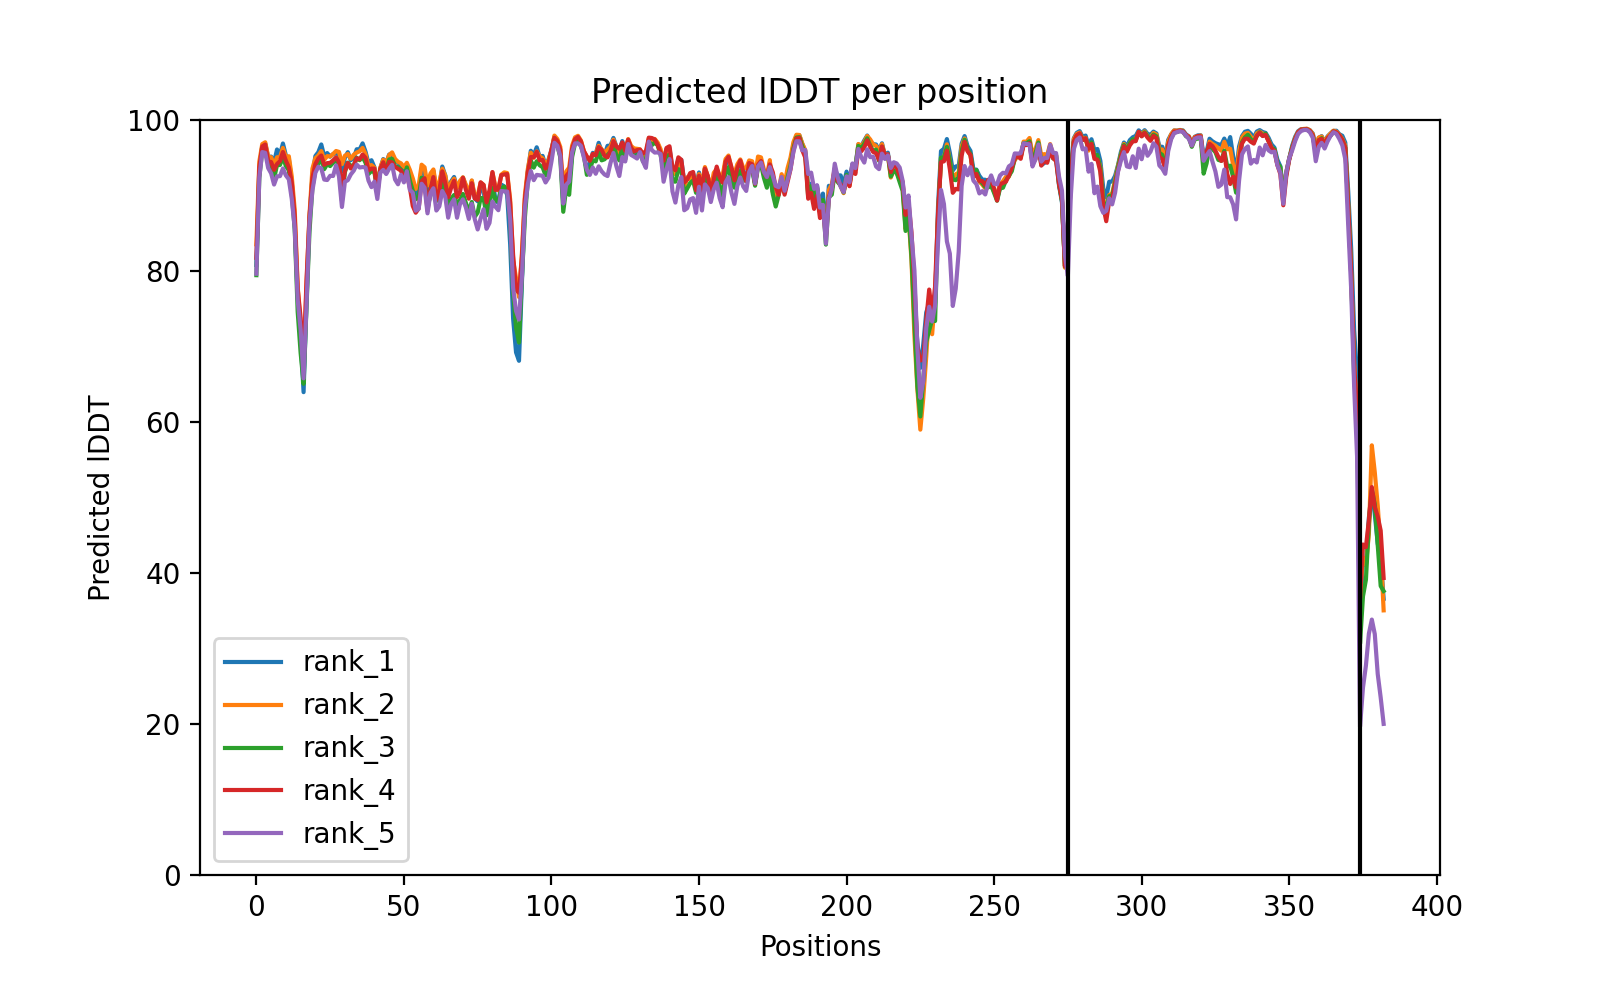 Predicted lDDT per position
100
80
60
40
20
0
Predicted lDDT
rank_1
rank_2
rank_3
rank_4
rank_5
0 50 100 150 200 250 300 350 400
Positions